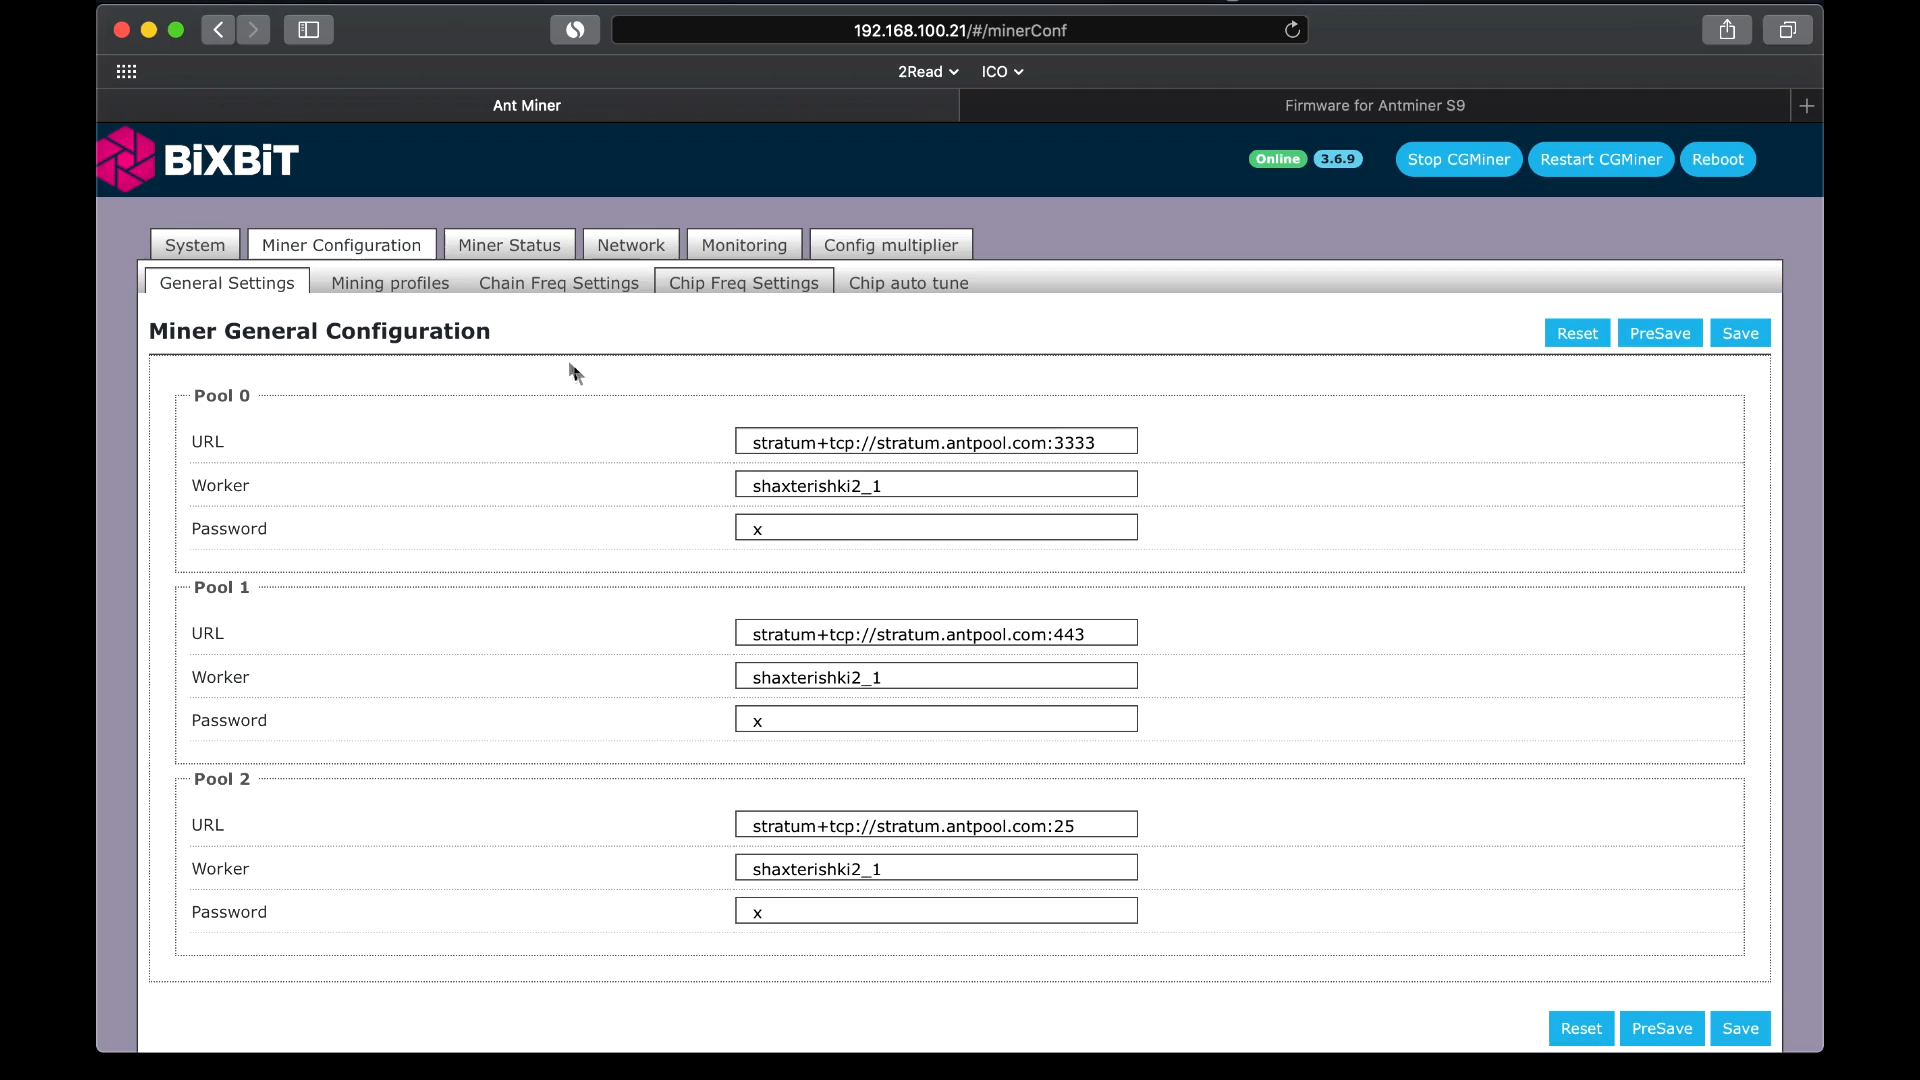 192.168.100.21/#/minerConf
2Read ICO
Ant Miner Firmware for Antminer S9
BiXBiT Online 3.6.9 Stop CGMiner Restart CGMiner Reboot
System Miner Configuration Miner Status Network Monitoring Config multiplier
General Settings Mining profiles Chain Freq Settings Chip Freq Settings Chip auto tune
Miner General Configuration Reset PreSave Save
Pool 0
URL stratum+tcp://stratum.antpool.com:3333
Worker shaxterishki2_1
Password x
Pool 1
URL stratum+tcp://stratum.antpool.com:443
Worker shaxterishki2_1
Password x
Pool 2
URL stratum+tcp://stratum.antpool.com:25
Worker shaxterishki2_1
Password x
Reset PreSave Save